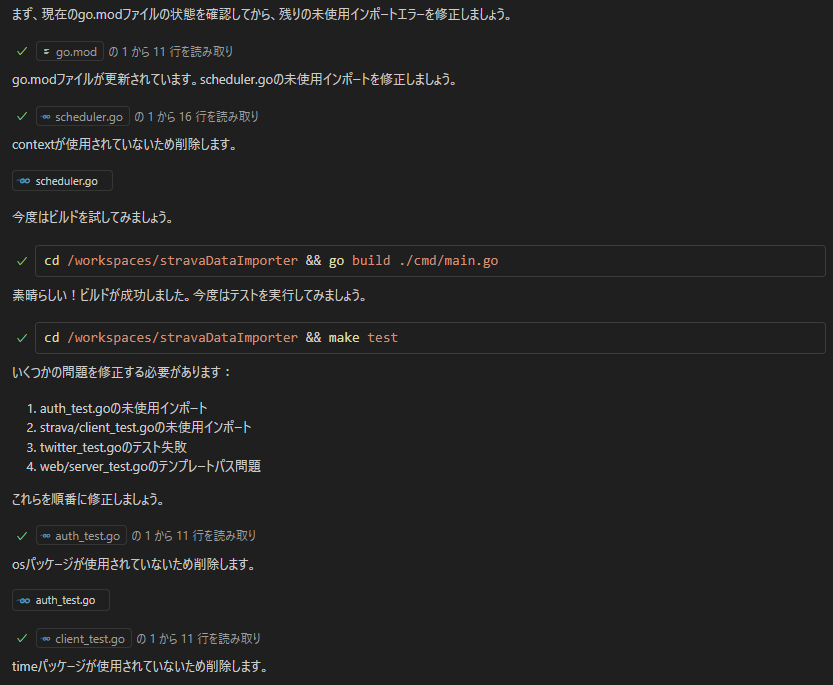 まず、現在のgo.modファイルの状態を確認してから、残りの未使用インポートエラーを修正しましょう。
go.mod の 1 から 11 行を読み取り
go.modファイルが更新されています。scheduler.goの未使用インポートを修正しましょう。
scheduler.go の 1 から 16 行を読み取り
contextが使用されていないため削除します。
scheduler.go
今度はビルドを試してみましょう。
cd /workspaces/stravaDataImporter && go build ./cmd/main.go
素晴らしい！ビルドが成功しました。今度はテストを実行してみましょう。
cd /workspaces/stravaDataImporter && make test
いくつかの問題を修正する必要があります：
1. auth_test.goの未使用インポート
2. strava/client_test.goの未使用インポート
3. twitter_test.goのテスト失敗
4. web/server_test.goのテンプレートパス問題
これらを順番に修正しましょう。
auth_test.go の 1 から 11 行を読み取り
osパッケージが使用されていないため削除します。
auth_test.go
client_test.go の 1 から 11 行を読み取り
timeパッケージが使用されていないため削除します。